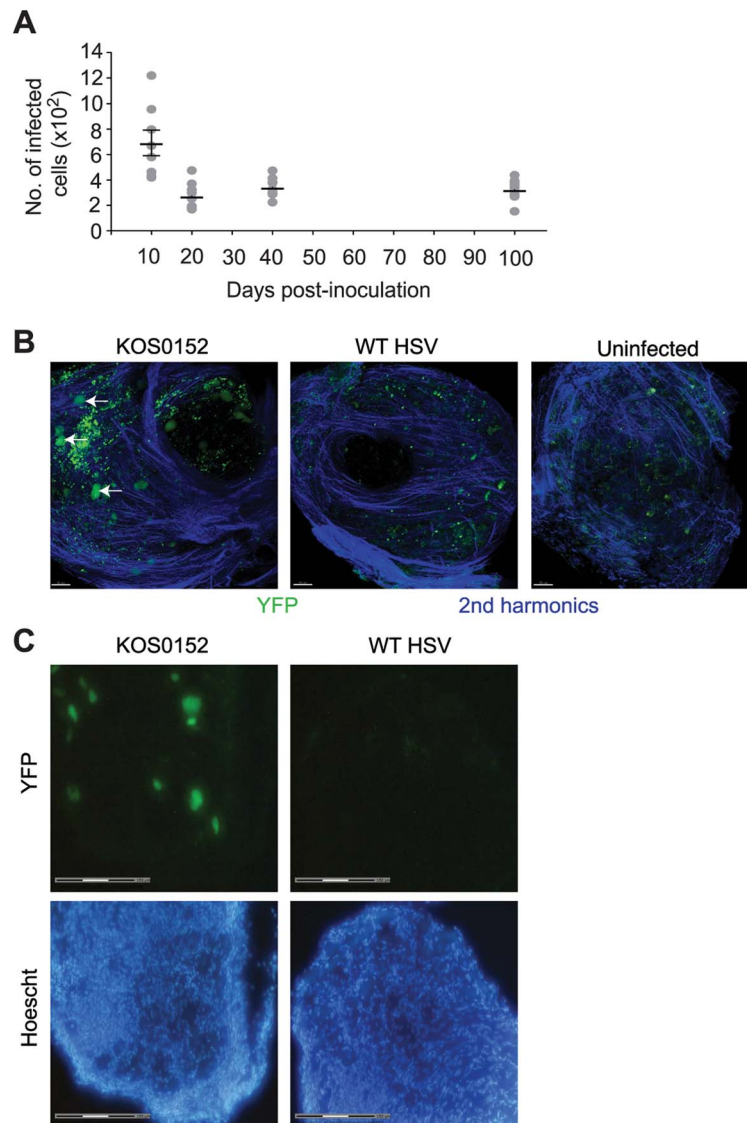 A
No. of infected
cells (x10²)
14
12
10
8
6
4
2
0
10 20 30 40 50 60 70 80 90 100
Days post-inoculation
B
KOS0152 WT HSV Uninfected
YFP 2nd harmonics
C
KOS0152 WT HSV
YFP
Hoescht